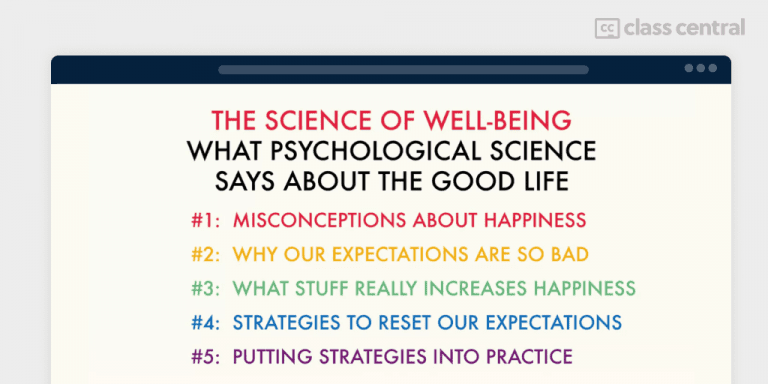 cc class central
THE SCIENCE OF WELL-BEING
WHAT PSYCHOLOGICAL SCIENCE
SAYS ABOUT THE GOOD LIFE
#1: MISCONCEPTIONS ABOUT HAPPINESS
#2: WHY OUR EXPECTATIONS ARE SO BAD
#3: WHAT STUFF REALLY INCREASES HAPPINESS
#4: STRATEGIES TO RESET OUR EXPECTATIONS
#5: PUTTING STRATEGIES INTO PRACTICE